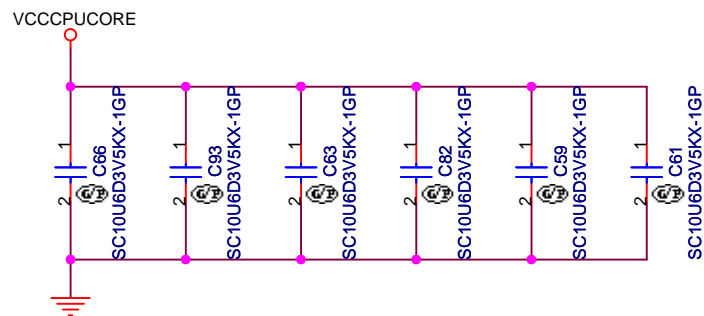 VCCCPUCORE
1
2
C66
G/P
SC10U6D3V5KX-1GP
1
2
C93
G/P
SC10U6D3V5KX-1GP
1
2
C63
G/P
SC10U6D3V5KX-1GP
1
2
C82
G/P
SC10U6D3V5KX-1GP
1
2
C59
G/P
SC10U6D3V5KX-1GP
1
2
C61
G/P
SC10U6D3V5KX-1GP